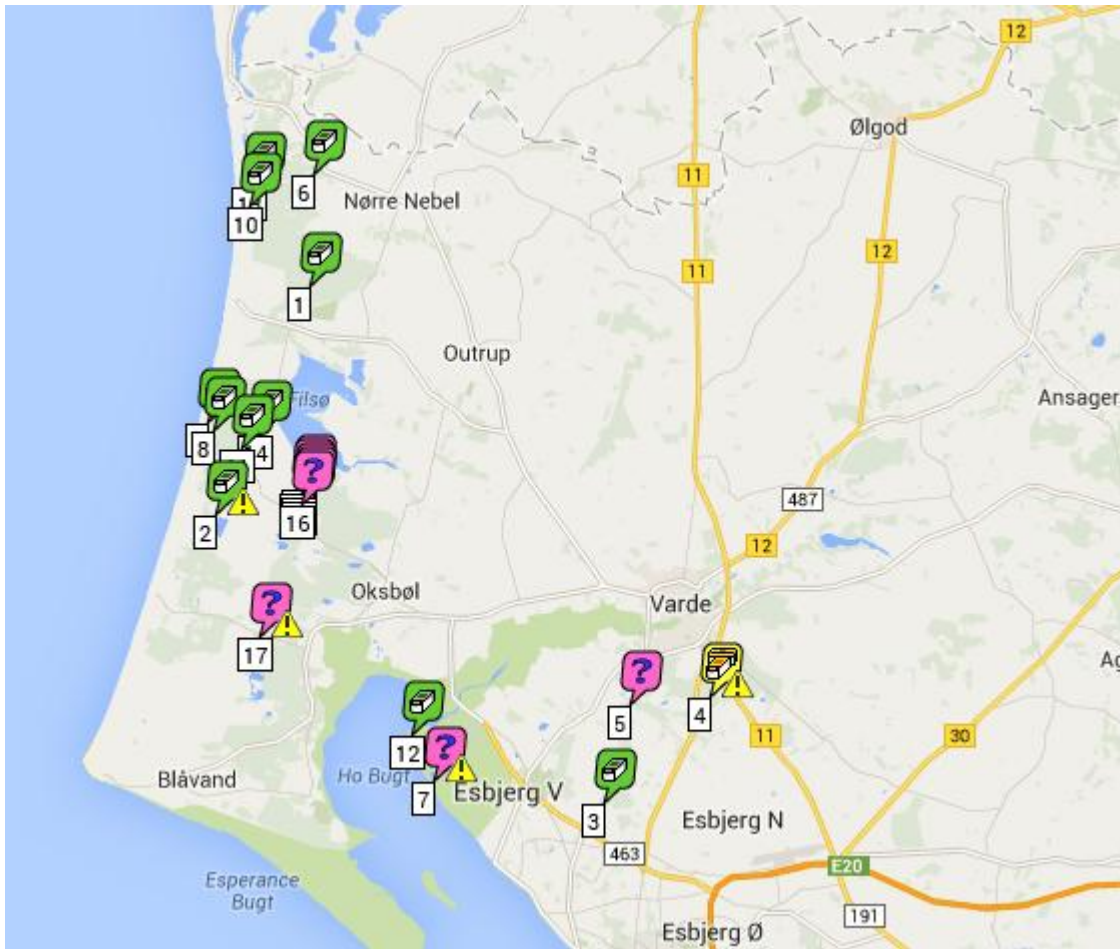 12
Ølgod
11
6
Nørre Nebel
10
12
11
1
Outrup
Filsø
Ansager
8
4
487
2
16
12
Oksbøl
Varde
17
5
4
11
30
12
Blåvand
Ho Bugt
7
Esbjerg V
3
Esbjerg N
463
E20
Esperance
Bugt
191
Esbjerg Ø